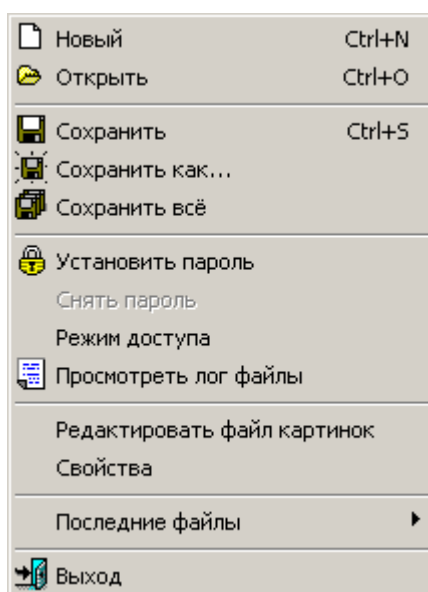 Новый Ctrl+N
Открыть Ctrl+O
Сохранить Ctrl+S
Сохранить как...
Сохранить всё
Установить пароль
Снять пароль
Режим доступа
Просмотреть лог файлы
Редактировать файл картинок
Свойства
Последние файлы
Выход